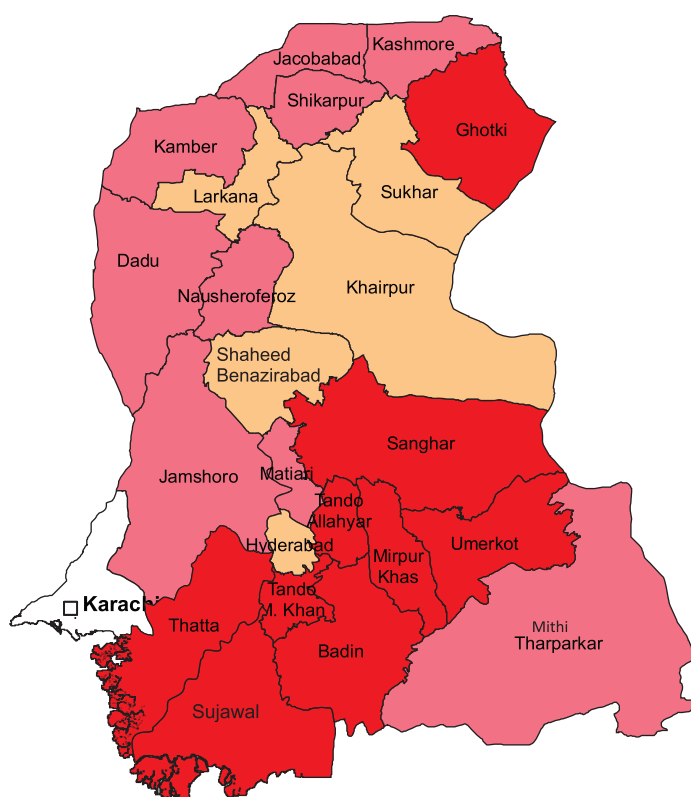 Kashmore
Jacobabad
Shikarpur
Ghotki
Kamber
Larkana
Sukhar
Dadu
Nausheroferoz
Khairpur
Shaheed
Benazirabad
Sanghar
Matiari
Jamshoro
Tando
Allahyar
Hyderabad
Umerkot
Mirpur
Khas
Tando
M. Khan
Karachi
Thatta
Mithi
Tharparkar
Badin
Sujawal